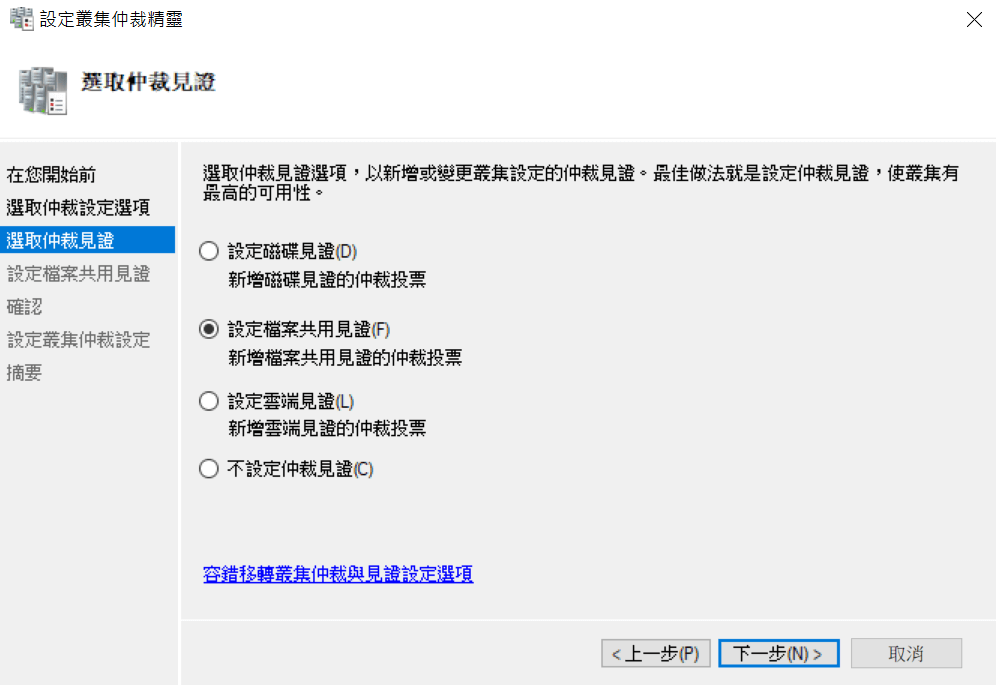 設定叢集仲裁精靈
選取仲裁見證
在您開始前
選取仲裁設定選項
選取仲裁見證
設定檔案共用見證
確認
設定叢集仲裁設定
摘要
選取仲裁見證選項，以新增或變更叢集設定的仲裁見證。最佳做法就是設定仲裁見證，使叢集有
最高的可用性。
設定磁碟見證(D)
新增磁碟見證的仲裁投票
設定檔案共用見證(F)
新增檔案共用見證的仲裁投票
設定雲端見證(L)
新增雲端見證的仲裁投票
不設定仲裁見證(C)
容錯移轉叢集仲裁與見證設定選項
< 上一步(P)
下一步(N) >
取消